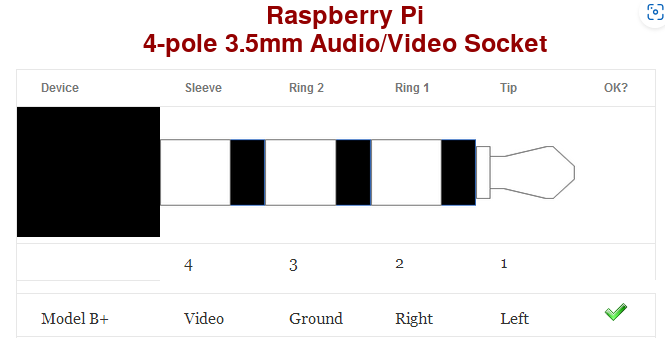 Raspberry Pi
4-pole 3.5mm Audio/Video Socket
Device Sleeve Ring 2 Ring 1 Tip OK?
4 3 2 1
Model B+ Video Ground Right Left